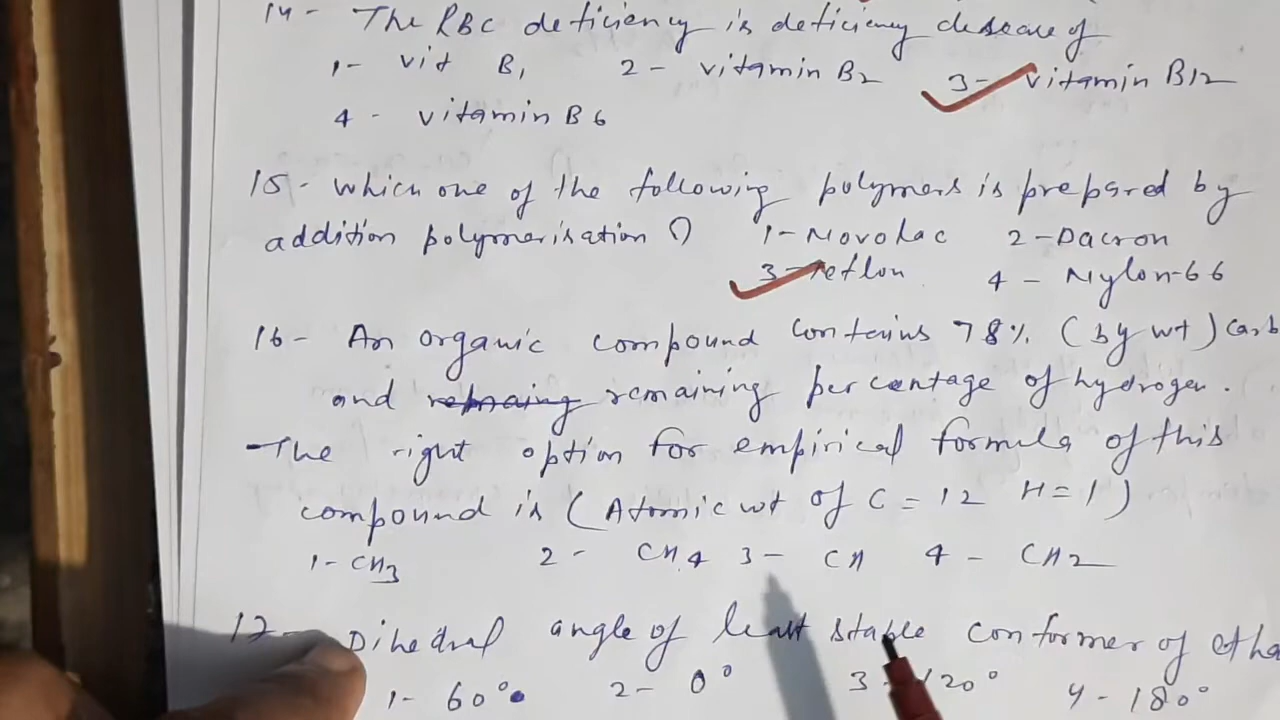 14- The RBC deficiency is deficiency desease of
1- vit B1 2- vitamin B2 3- vitamin B12
4- vitamin B6
15- which one of the following polymers is prepared by
addition polymerisation ?) 1- Novolac 2- Dacron
3- teflon 4- Nylon-66
16- An organic compound contains 78% (by wt) Carb
and remaining percentage of hydrogen.
The right option for empirical formula of this
compound is (Atomic wt of C = 12 H = 1)
1- CH3 2- CH4 3- CH 4- CH2
17- Dihedral angle of least stable conformer of etha
1- 60° 2- 0° 3- 120° 4- 180°